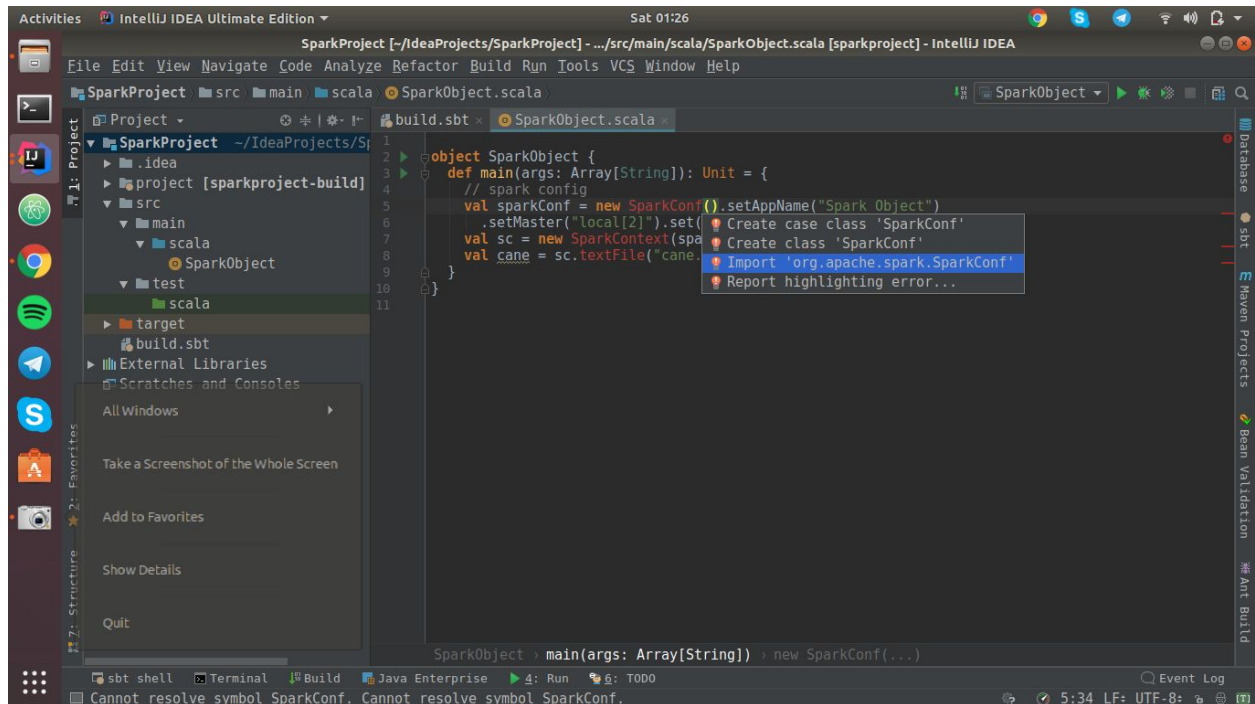 Activities IntelliJ IDEA Ultimate Edition Sat 01:26
SparkProject [~/IdeaProjects/SparkProject] - .../src/main/scala/SparkObject.scala [sparkproject] - IntelliJ IDEA
File Edit View Navigate Code Analyze Refactor Build Run Tools VCS Window Help
SparkProject src main scala SparkObject.scala SparkObject
Project build.sbt SparkObject.scala
SparkProject ~/IdeaProjects/Sp
.idea
project [sparkproject-build]
src
main
scala
SparkObject
test
scala
target
build.sbt
External Libraries
Scratches and Consoles
1
2 object SparkObject {
3 def main(args: Array[String]): Unit = {
4 // spark config
5 val sparkConf = new SparkConf().setAppName("Spark Object")
6 .setMaster("local[2]").set(
7 val sc = new SparkContext(spa
8 val cane = sc.textFile("cane.
9 }
10 }
11
Create case class 'SparkConf'
Create class 'SparkConf'
Import 'org.apache.spark.SparkConf'
Report highlighting error...
All Windows
Take a Screenshot of the Whole Screen
Add to Favorites
Show Details
Quit
1: Project
2: Favorites
7: Structure
Database
sbt
Maven Projects
Bean Validation
Ant Build
SparkObject › main(args: Array[String]) › new SparkConf(...)
sbt shell Terminal Build Java Enterprise 4: Run 6: TODO Event Log
Cannot resolve symbol SparkConf. Cannot resolve symbol SparkConf. 5:34 LF÷ UTF-8÷ [T]